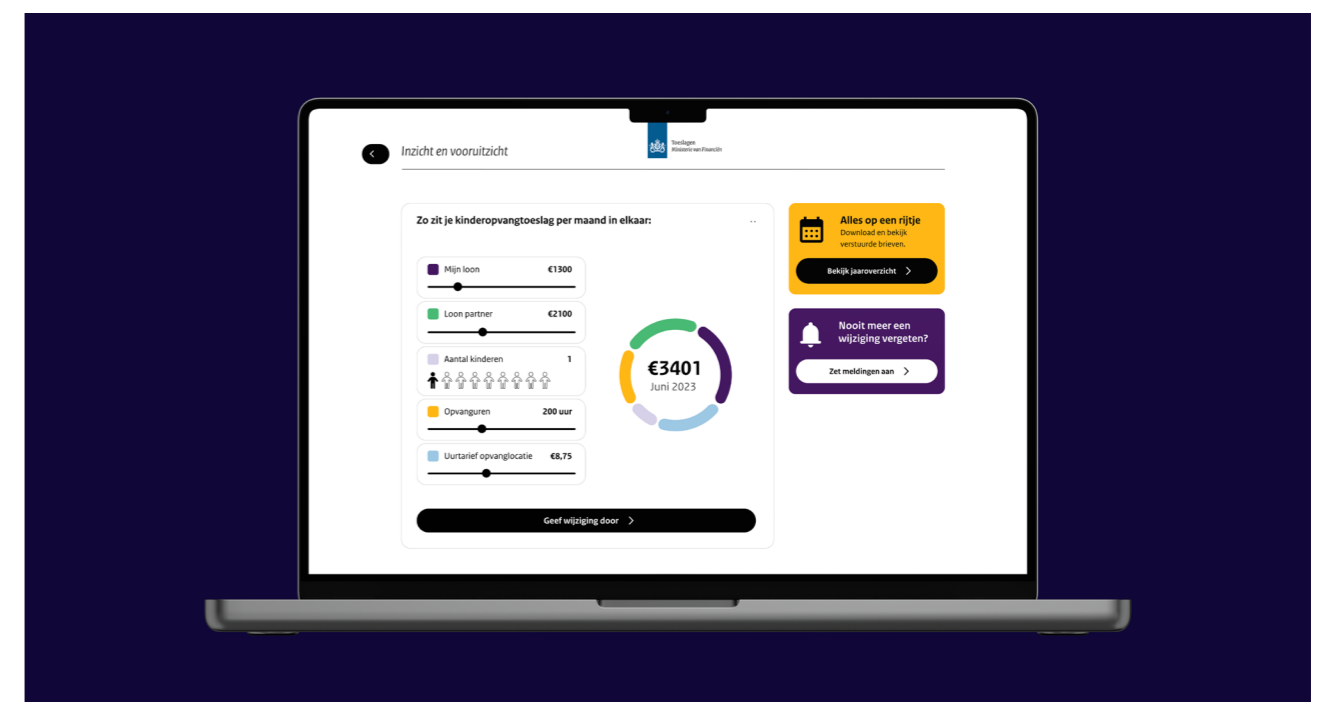 Inzicht en vooruitzicht
Toeslagen
Ministerie van Financiën
Zo zit je kinderopvangtoeslag per maand in elkaar:
Mijn loon €1300
Loon partner €2100
Aantal kinderen 1
Opvanguren 200 uur
Uurtarief opvanglocatie €8,75
€3401
Juni 2023
Geef wijziging door
Alles op een rijtje
Download en bekijk
verstuurde brieven.
Bekijk jaaroverzicht
Nooit meer een
wijziging vergeten?
Zet meldingen aan